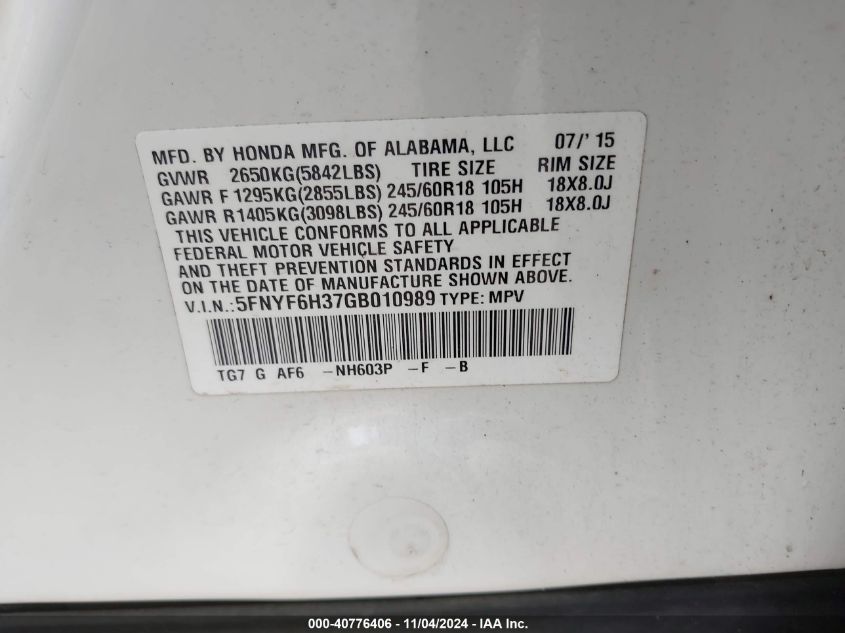 MFD. BY HONDA MFG. OF ALABAMA, LLC 07/' 15
GVWR 2650KG(5842LBS) TIRE SIZE RIM SIZE
GAWR F 1295KG(2855LBS) 245/60R18 105H 18X8.0J
GAWR R 1405KG(3098LBS) 245/60R18 105H 18X8.0J
THIS VEHICLE CONFORMS TO ALL APPLICABLE
FEDERAL MOTOR VEHICLE SAFETY
AND THEFT PREVENTION STANDARDS IN EFFECT
ON THE DATE OF MANUFACTURE SHOWN ABOVE.
V.I.N.: 5FNYF6H37GB010989 TYPE: MPV
TG7 G AF6 -NH603P -F -B
000-40776406 - 11/04/2024 - IAA Inc.